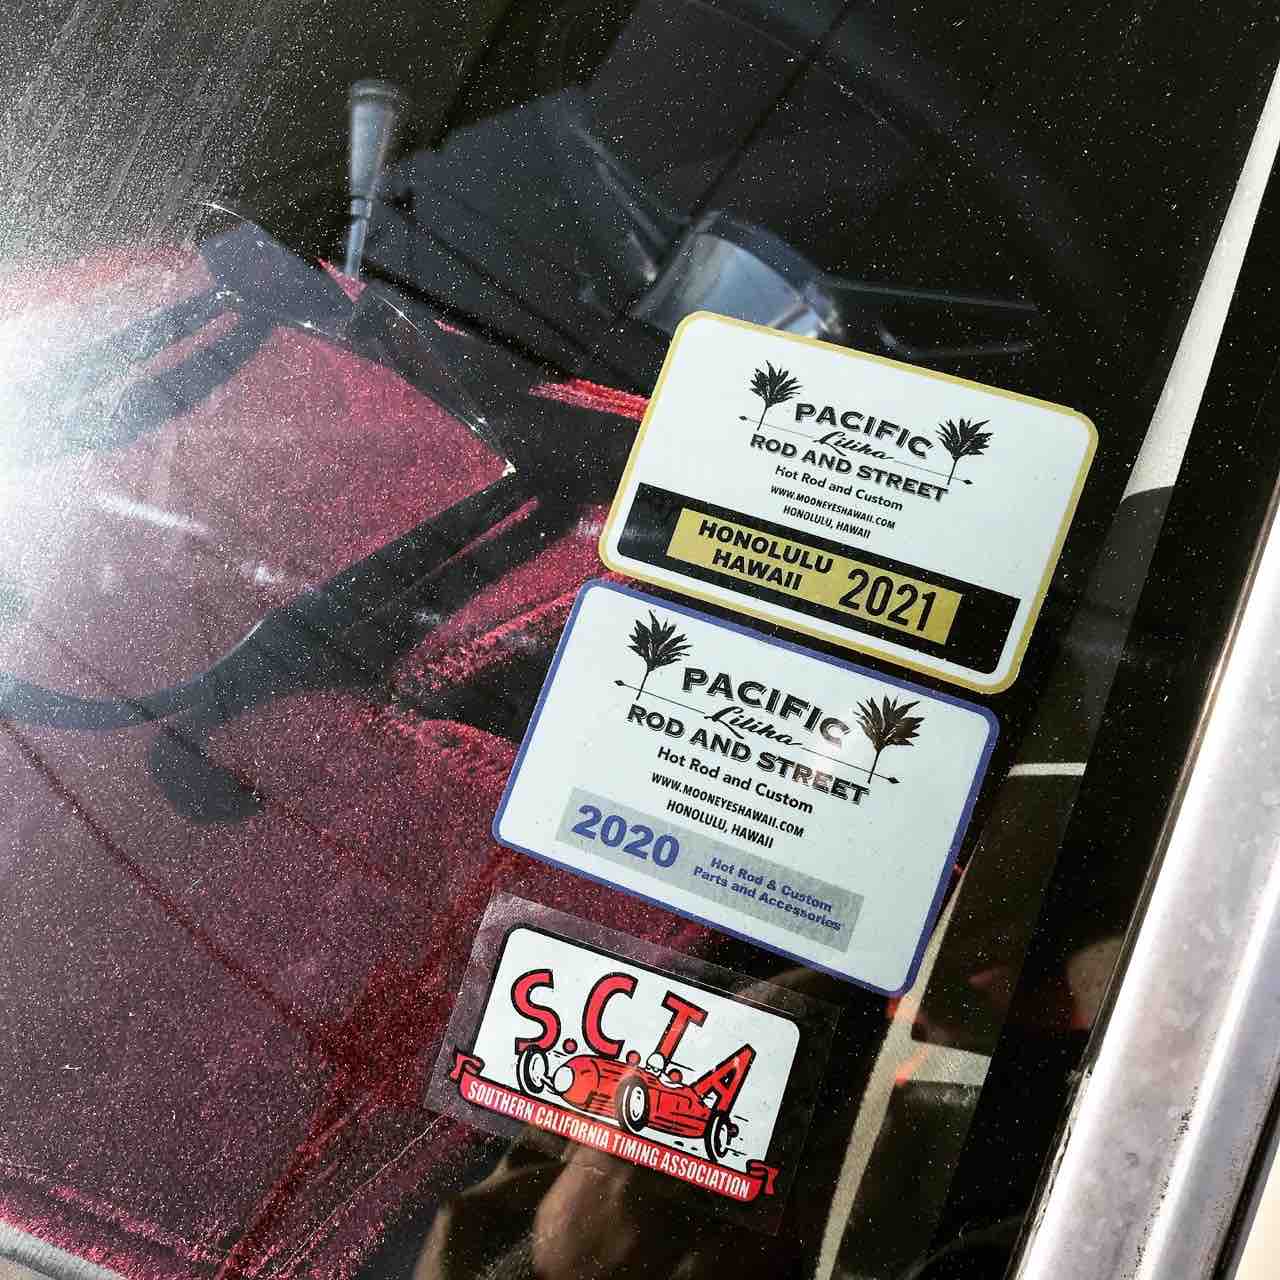 PACIFIC
Liliha
ROD AND STREET
Hot Rod and Custom
WWW.MOONEYESHAWAII.COM
HONOLULU, HAWAII
HONOLULU
HAWAII
2021
PACIFIC
Liliha
ROD AND STREET
Hot Rod and Custom
WWW.MOONEYESHAWAII.COM
HONOLULU, HAWAII
2020
Hot Rod & Custom
Parts and Accessories
S.C.T.A
SOUTHERN CALIFORNIA TIMING ASSOCIATION